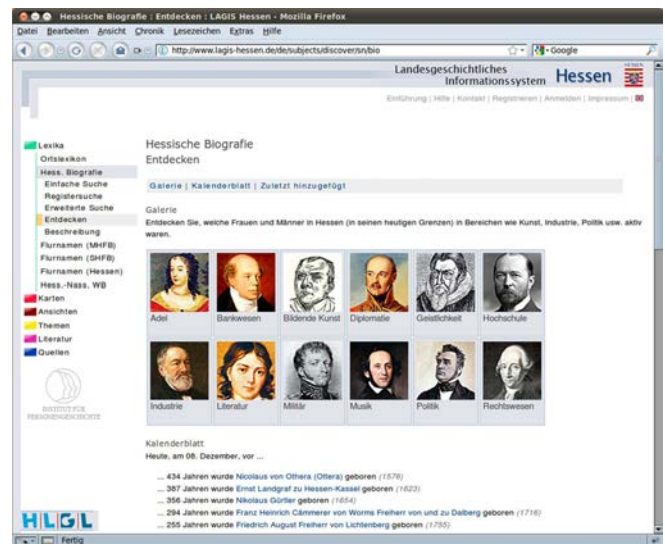 Hessische Biografie : Entdecken : LAGIS Hessen - Mozilla Firefox
Datei Bearbeiten Ansicht Chronik Lesezeichen Extras Hilfe
http://www.lagis-hessen.de/de/subjects/discover/sn/bio
Google
Landesgeschichtliches
Informationssystem Hessen
HESSEN
Einführung | Hilfe | Kontakt | Registrieren | Anmelden | Impressum |
Lexika
Ortslexikon
Hess. Biografie
Einfache Suche
Registersuche
Erweiterte Suche
Entdecken
Beschreibung
Flurnamen (MHFB)
Flurnamen (SHFB)
Flurnamen (Hessen)
Hess.-Nass. WB
Karten
Ansichten
Themen
Literatur
Quellen
INSTITUT FÜR
PERSONENGESCHICHTE
HLGL
Hessische Biografie
Entdecken
Galerie | Kalenderblatt | Zuletzt hinzugefügt
Galerie
Entdecken Sie, welche Frauen und Männer in Hessen (in seinen heutigen Grenzen) in Bereichen wie Kunst, Industrie, Politik usw. aktiv
waren.
Adel Bankwesen Bildende Kunst Diplomatie Geistlichkeit Hochschule
Industrie Literatur Militär Musik Politik Rechtswesen
Kalenderblatt
Heute, am 08. Dezember, vor ...
... 434 Jahren wurde Nicolaus von Othera (Ottera) geboren (1576)
... 387 Jahren wurde Ernst Landgraf zu Hessen-Kassel geboren (1623)
... 356 Jahren wurde Nikolaus Gürtler geboren (1654)
... 294 Jahren wurde Franz Heinrich Cämmerer von Worms Freiherr von und zu Dalberg geboren (1716)
... 255 Jahren wurde Friedrich August Freiherr von Lichtenberg geboren (1755)
Fertig